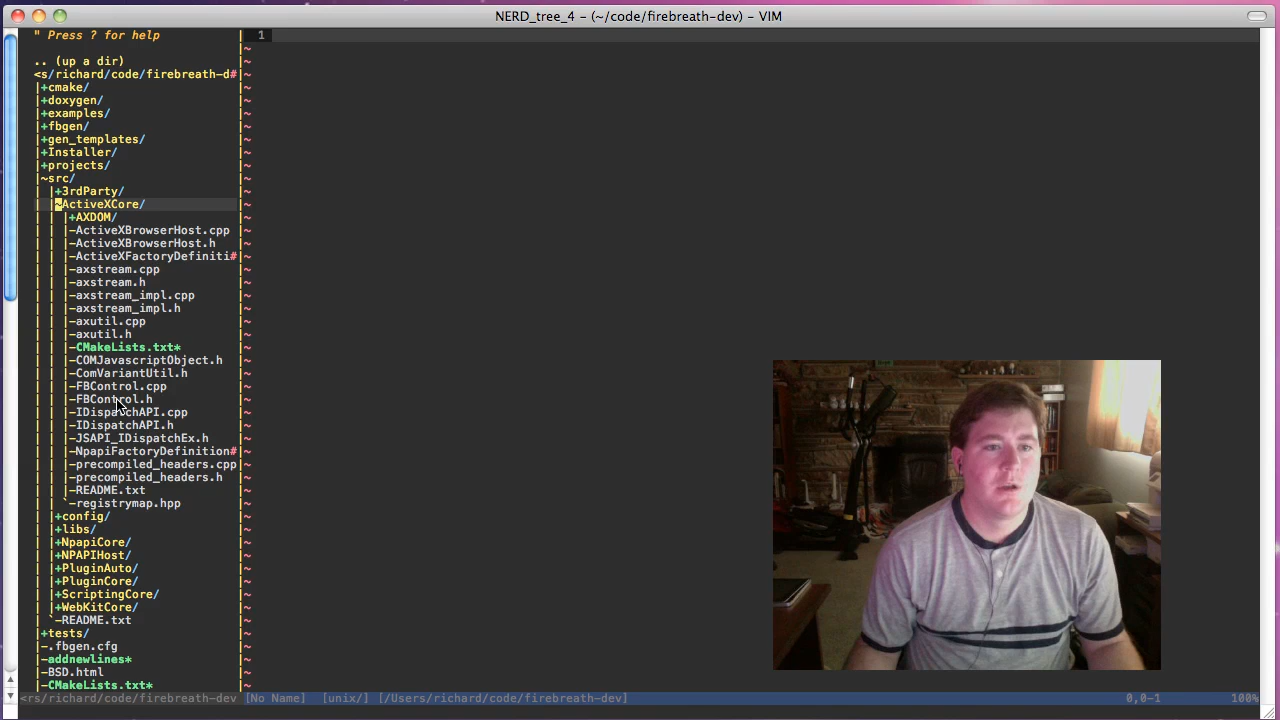 NERD_tree_4 – (~/code/firebreath-dev) – VIM
" Press ? for help
1
.. (up a dir)
<s/richard/code/firebreath-d#
|+cmake/
|+doxygen/
|+examples/
|+fbgen/
|+gen_templates/
|+Installer/
|+projects/
|~src/
| |+3rdParty/
| |~ActiveXCore/
| | |+AXDOM/
| | |-ActiveXBrowserHost.cpp
| | |-ActiveXBrowserHost.h
| | |-ActiveXFactoryDefiniti#
| | |-axstream.cpp
| | |-axstream.h
| | |-axstream_impl.cpp
| | |-axstream_impl.h
| | |-axutil.cpp
| | |-axutil.h
| | |-CMakeLists.txt*
| | |-COMJavascriptObject.h
| | |-ComVariantUtil.h
| | |-FBControl.cpp
| | |-FBControl.h
| | |-IDispatchAPI.cpp
| | |-IDispatchAPI.h
| | |-JSAPI_IDispatchEx.h
| | |-NpapiFactoryDefinition#
| | |-precompiled_headers.cpp
| | |-precompiled_headers.h
| | |-README.txt
| | `-registrymap.hpp
| |+config/
| |+libs/
| |+NpapiCore/
| |+NPAPIHost/
| |+PluginAuto/
| |+PluginCore/
| |+ScriptingCore/
| |+WebKitCore/
| `-README.txt
|+tests/
|-.fbgen.cfg
|-addnewlines*
|-BSD.html
|-CMakeLists.txt*
<rs/richard/code/firebreath-dev [No Name] [unix/] [/Users/richard/code/firebreath-dev] 0,0-1 100%